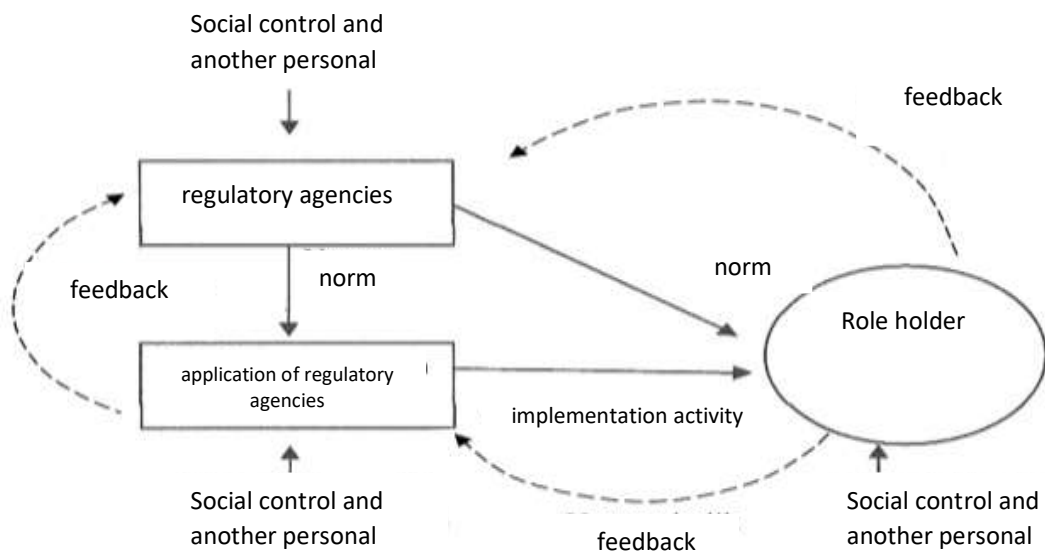 Social control and
another personal
feedback
regulatory agencies
norm
norm
feedback
Role holder
application of regulatory
agencies
implementation activity
Social control and
another personal
feedback
Social control and
another personal